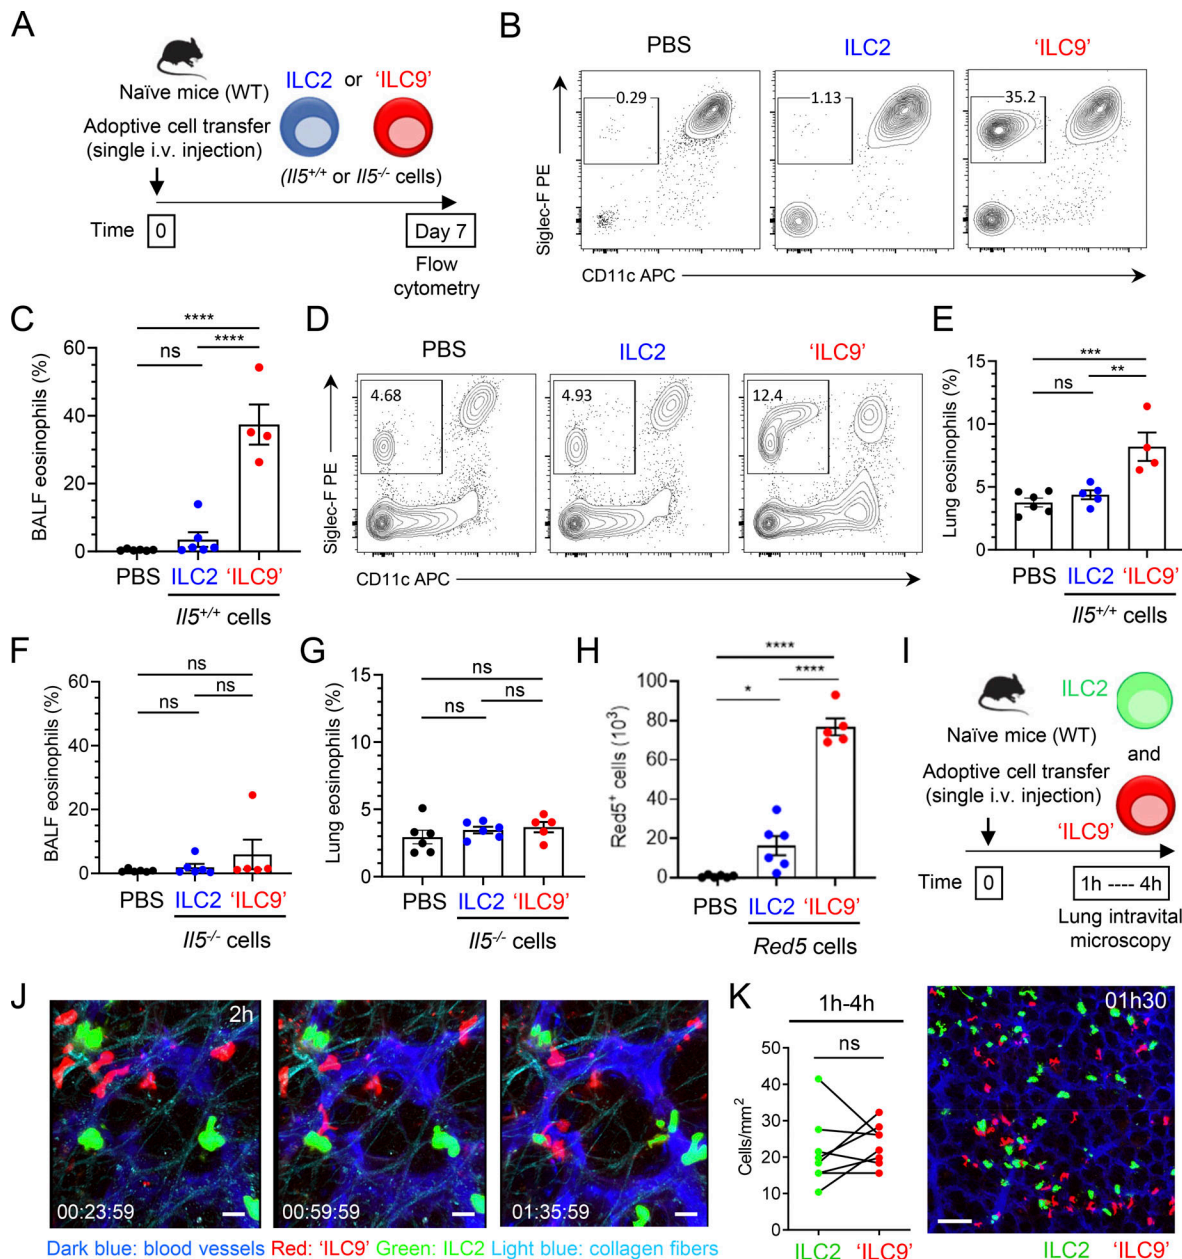 A
Naïve mice (WT)
Adoptive cell transfer
(single i.v. injection)
ILC2 or 'ILC9'
(Il5+/+ or Il5-/- cells)
Time 0 Day 7
Flow
cytometry
B
PBS ILC2 'ILC9'
0.29 1.13 35.2
Siglec-F PE
CD11c APC
C
BALF eosinophils (%)
60
40
20
0
****
ns ****
PBS ILC2 'ILC9'
Il5+/+ cells
D
PBS ILC2 'ILC9'
4.68 4.93 12.4
Siglec-F PE
CD11c APC
E
Lung eosinophils (%)
15
10
5
0
***
ns **
PBS ILC2 'ILC9'
Il5+/+ cells
F
BALF eosinophils (%)
60
40
20
0
ns
ns ns
PBS ILC2 'ILC9'
Il5-/- cells
G
Lung eosinophils (%)
15
10
5
0
ns
ns ns
PBS ILC2 'ILC9'
Il5-/- cells
H
Red5+ cells (10³)
100
80
60
40
20
0
****
* ****
PBS ILC2 'ILC9'
Red5 cells
I
ILC2
Naïve mice (WT)
and
Adoptive cell transfer
(single i.v. injection)
'ILC9'
Time 0 1h ---- 4h
Lung intravital
microscopy
J
2h
00:23:59 00:59:59 01:35:59
Dark blue: blood vessels Red: 'ILC9' Green: ILC2 Light blue: collagen fibers
K
1h-4h
ns
Cells/mm²
50
40
30
20
10
0
ILC2 'ILC9'
01h30
ILC2 'ILC9'